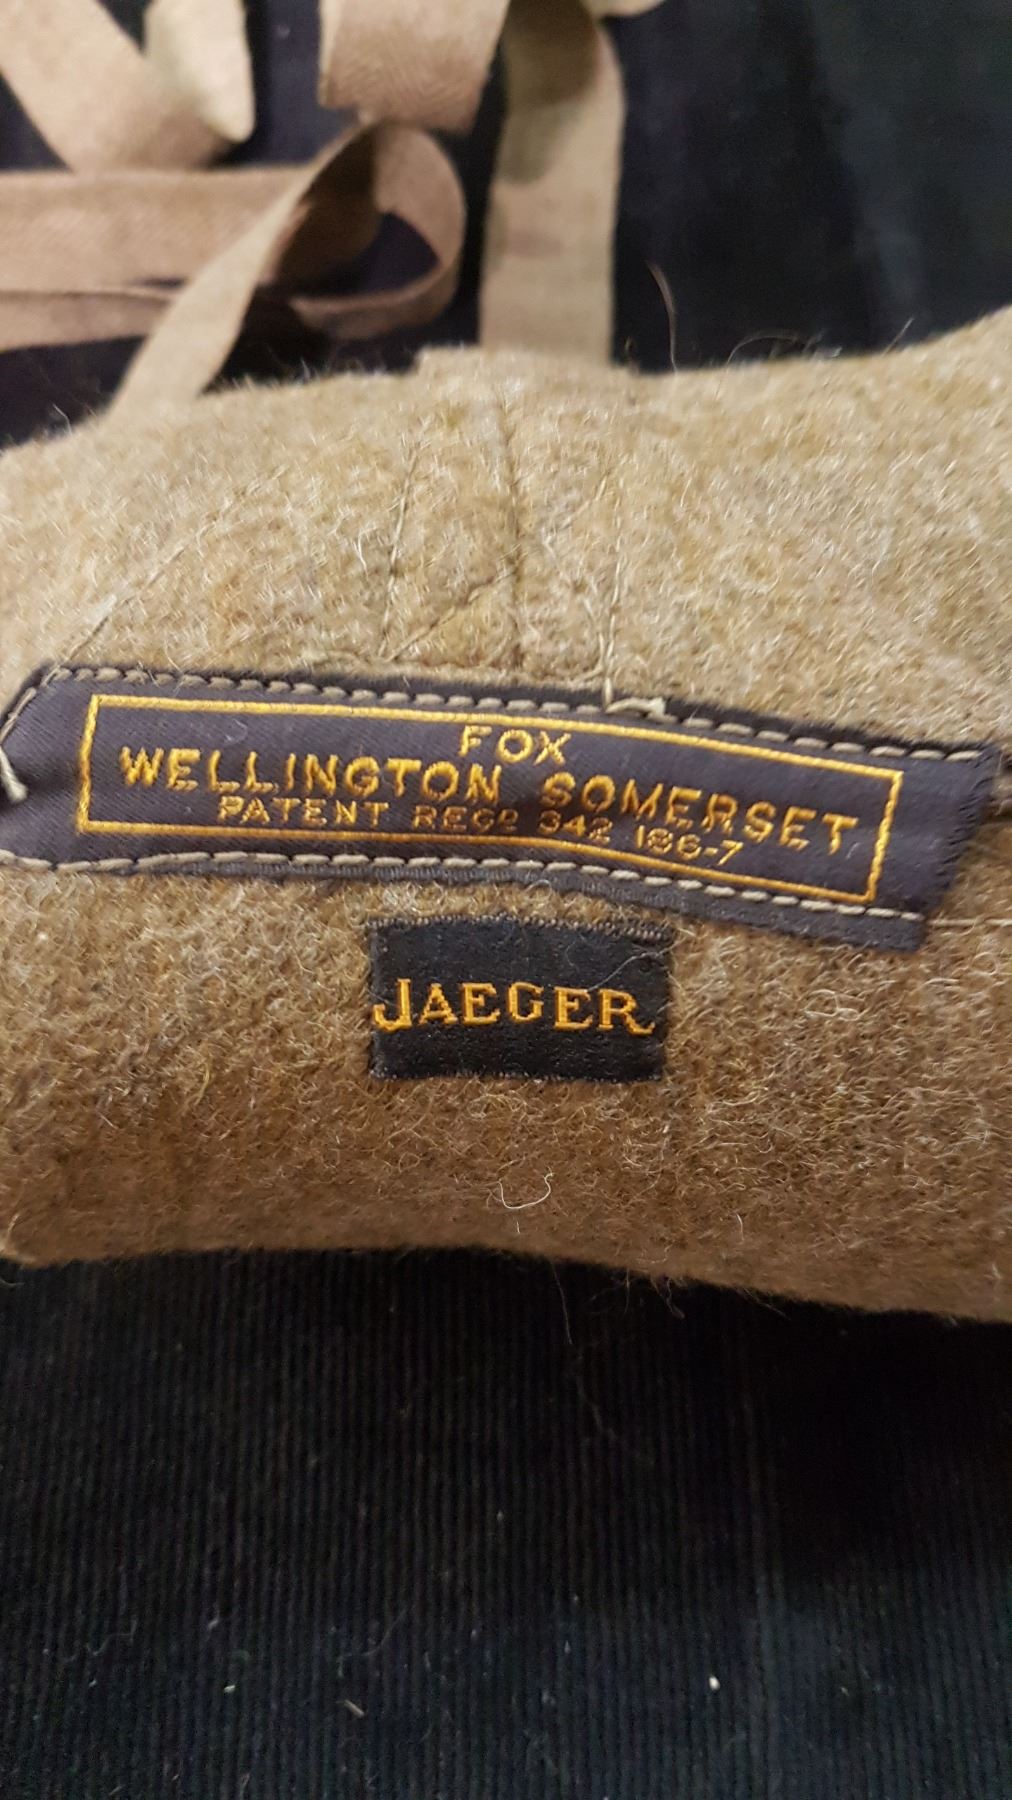 FOX
WELLINGTON SOMERSET
PATENT REGD 342 186-7
JAEGER